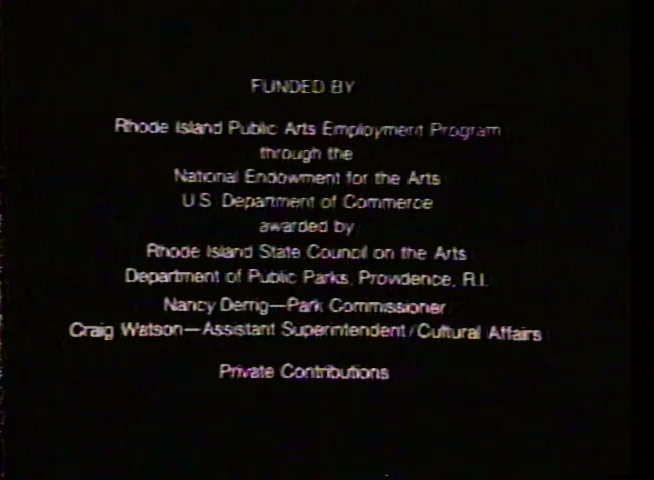 FUNDED BY
Rhode Island Public Arts Employment Program
through the
National Endowment for the Arts
U.S. Department of Commerce
awarded by
Rhode Island State Council on the Arts
Department of Public Parks, Providence, R.I.
Nancy Derrig—Park Commissioner
Craig Watson—Assistant Superintendent/Cultural Affairs
Private Contributions